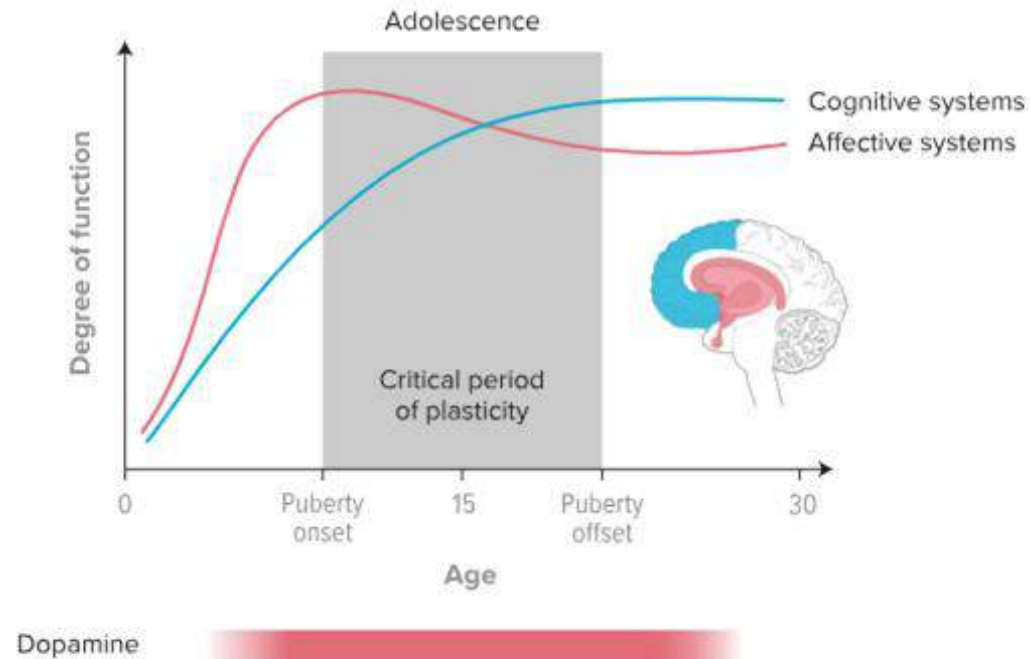 Adolescence
Cognitive systems
Affective systems
Degree of function
Critical period
of plasticity
0
Puberty
onset
15
Puberty
offset
30
Age
Dopamine